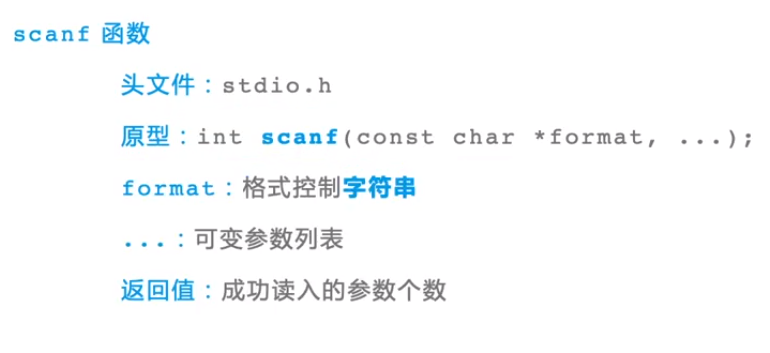 scanf 函数
头文件：stdio.h
原型：int scanf(const char *format, ...);
format：格式控制字符串
...：可变参数列表
返回值：成功读入的参数个数